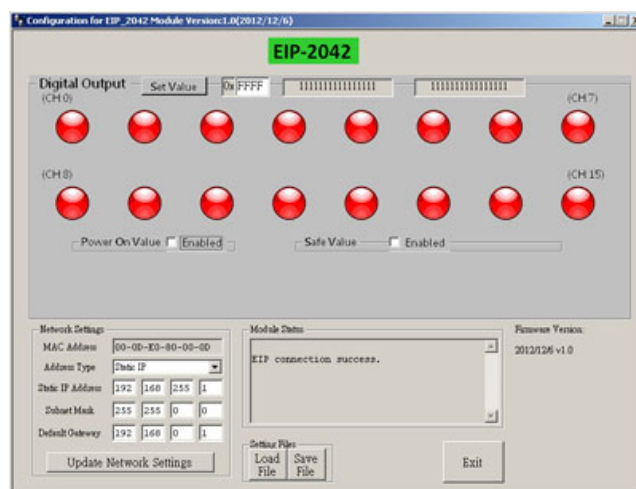 Configuration for EIP_2042 Module Version:1.0(2012/12/6)
EIP-2042
Digital Output Set Value 0x FFFF 1111111111111111 1111111111111111
(CH:0) (CH:7)
(CH:8) (CH:15)
Power On Value Enabled Safe Value Enabled
Network Settings
MAC Address 00-0D-E0-80-00-0D
Address Type Static IP
Static IP Address 192 168 255 1
Subnet Mask 255 255 0 0
Default Gateway 192 168 0 1
Update Network Settings
Module Status
EIP connection success.
Setting Files
Load File Save File
Firmware Version:
2012/12/6 v1.0
Exit